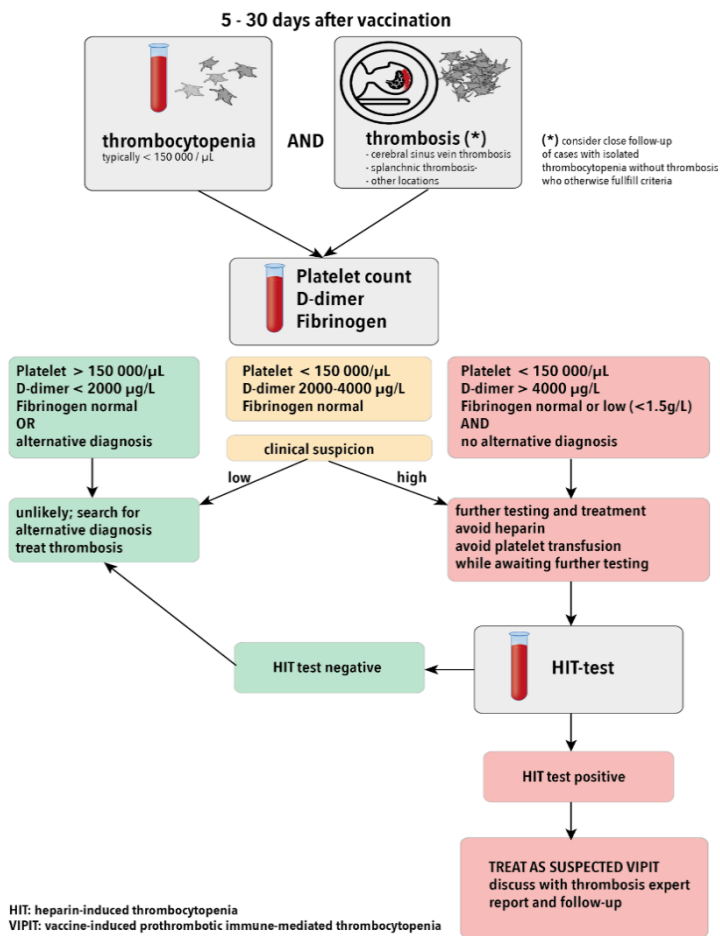 5 - 30 days after vaccination
thrombocytopenia
typically < 150 000 / µL
AND
thrombosis (*)
- cerebral sinus vein thrombosis
- splanchnic thrombosis-
- other locations
(*) consider close follow-up
of cases with isolated
thrombocytopenia without thrombosis
who otherwise fullfill criteria
Platelet count
D-dimer
Fibrinogen
Platelet > 150 000/µL
D-dimer < 2000 µg/L
Fibrinogen normal
OR
alternative diagnosis
Platelet < 150 000/µL
D-dimer 2000-4000 µg/L
Fibrinogen normal
Platelet < 150 000/µL
D-dimer > 4000 µg/L
Fibrinogen normal or low (<1.5g/L)
AND
no alternative diagnosis
clinical suspicion
low
high
unlikely; search for
alternative diagnosis
treat thrombosis
further testing and treatment
avoid heparin
avoid platelet transfusion
while awaiting further testing
HIT test negative
HIT-test
HIT test positive
TREAT AS SUSPECTED VIPIT
discuss with thrombosis expert
report and follow-up
HIT: heparin-induced thrombocytopenia
VIPIT: vaccine-induced prothrombotic immune-mediated thrombocytopenia